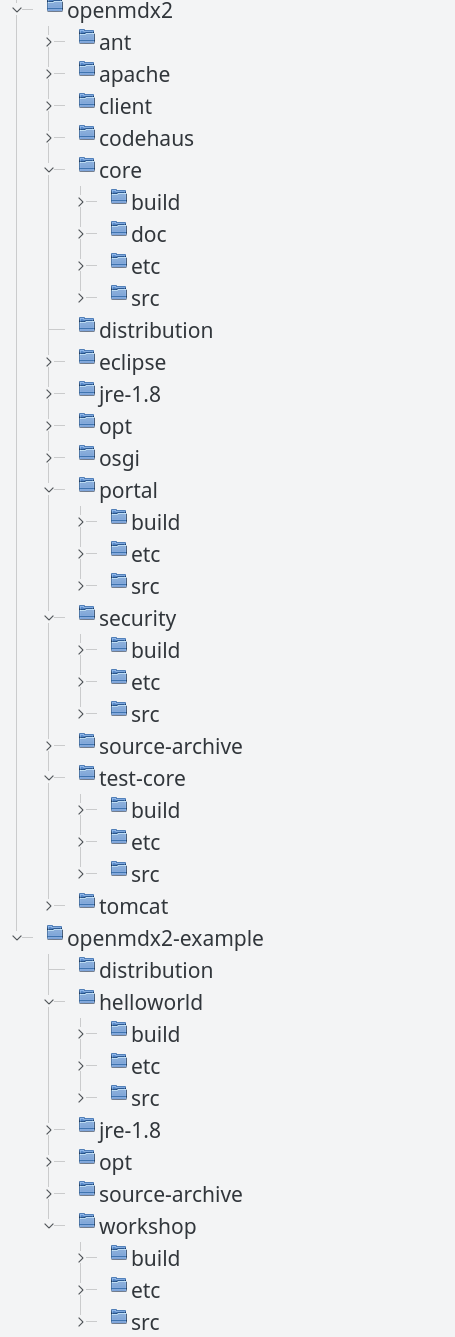 openmdx2
ant
apache
client
codehaus
core
build
doc
etc
src
distribution
eclipse
jre-1.8
opt
osgi
portal
build
etc
src
security
build
etc
src
source-archive
test-core
build
etc
src
tomcat
openmdx2-example
distribution
helloworld
build
etc
src
jre-1.8
opt
source-archive
workshop
build
etc
src